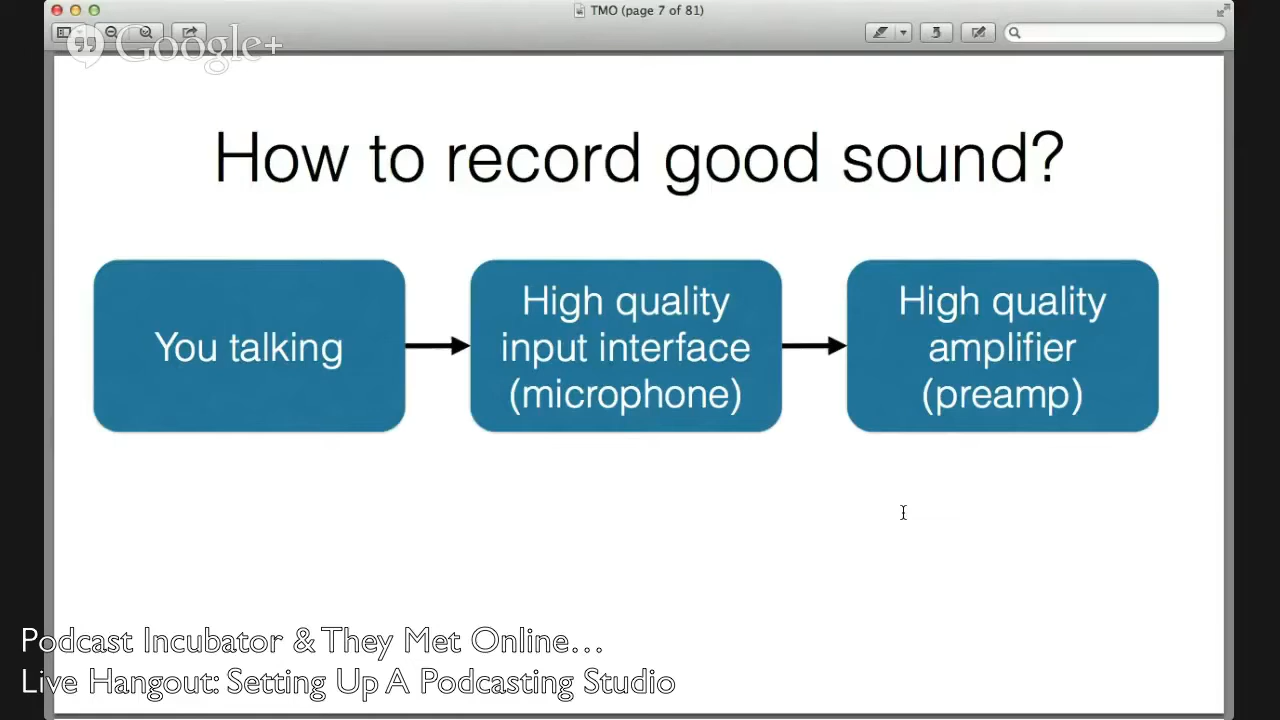 TMO (page 7 of 81)
Google+
How to record good sound?
You talking
High quality
input interface
(microphone)
High quality
amplifier
(preamp)
Podcast Incubator & They Met Online...
Live Hangout: Setting Up A Podcasting Studio